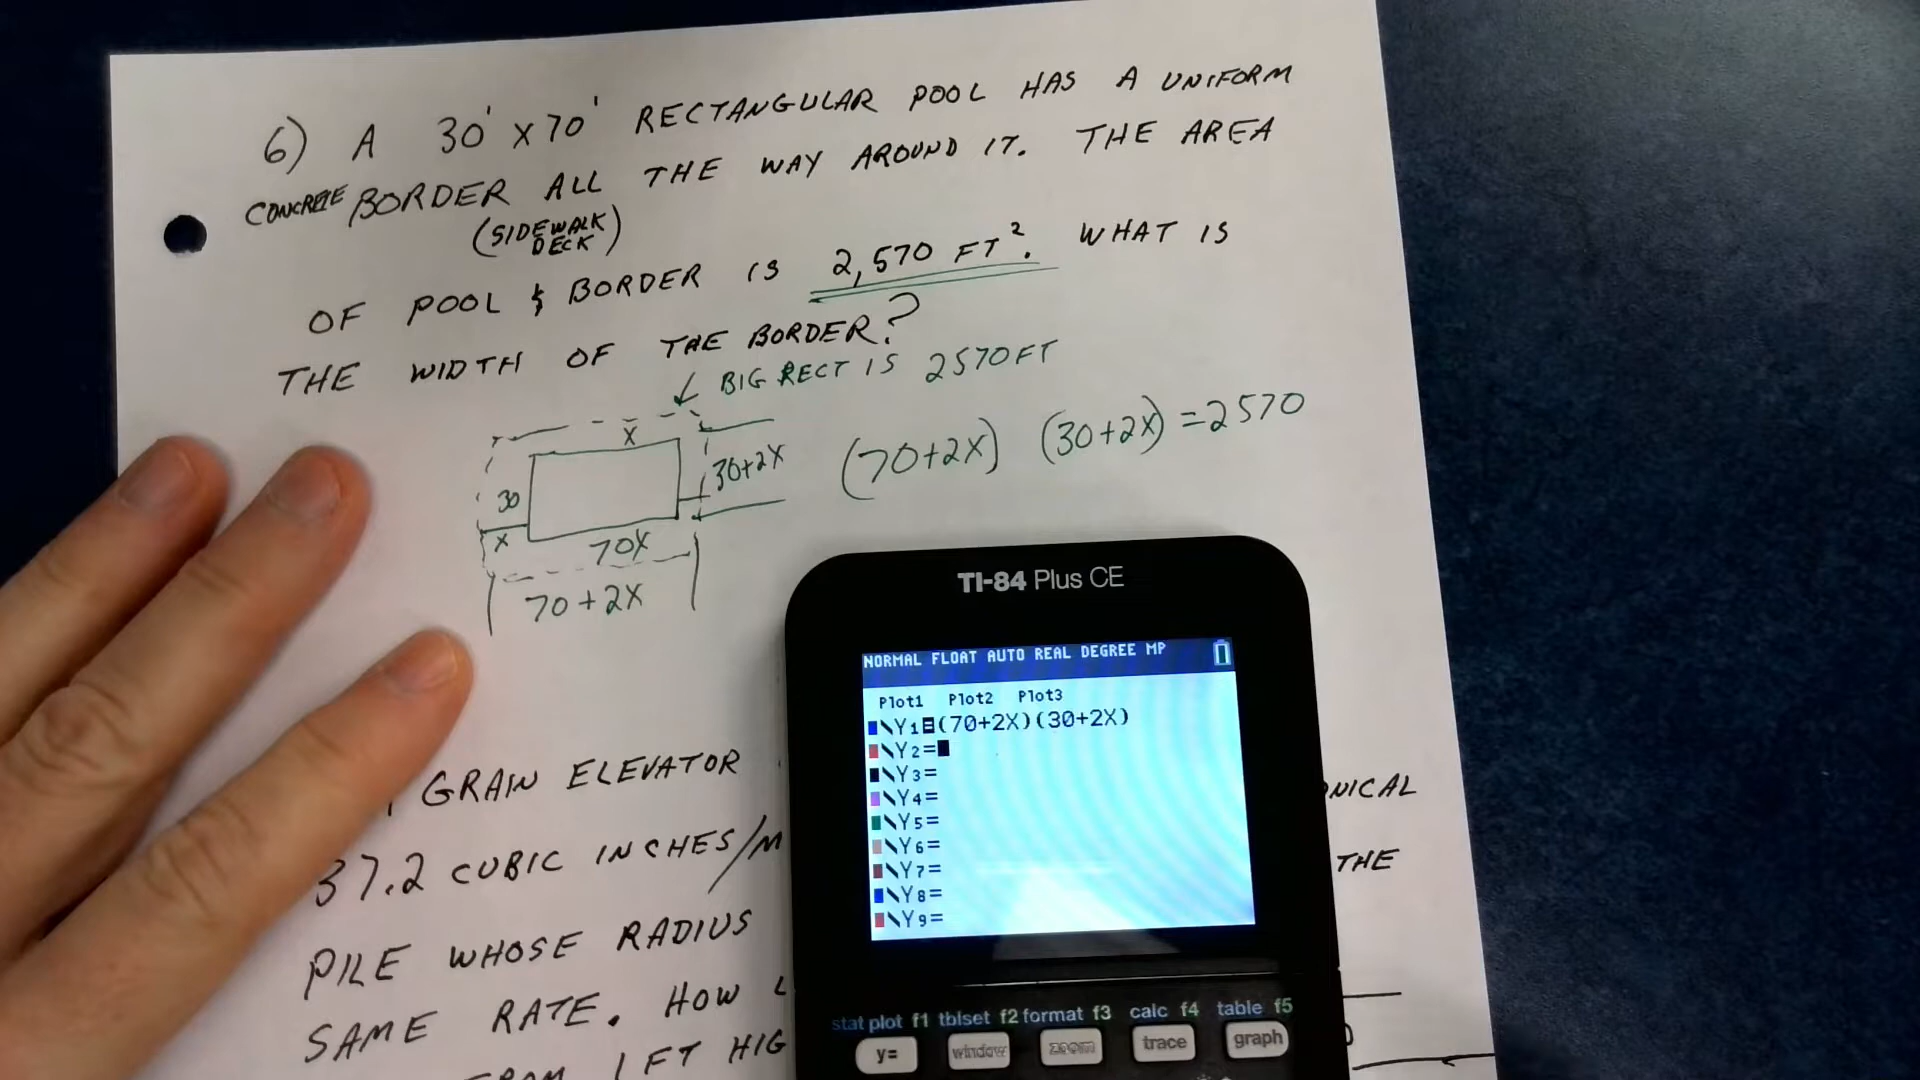 6) A 30' X 70' RECTANGULAR POOL HAS A UNIFORM
CONCRETE BORDER ALL THE WAY AROUND IT. THE AREA
(SIDEWALK
DECK)
OF POOL & BORDER IS 2,570 FT². WHAT IS
THE WIDTH OF THE BORDER?
BIG RECT IS 2570FT
X
30
30+2X
X
70X
70+2X
(70+2X) (30+2X) = 2570
GRAIN ELEVATOR
37.2 CUBIC INCHES/M
THE
PILE WHOSE RADIUS
SAME RATE. HOW
1 FT HIG
TI-84 Plus CE
NORMAL FLOAT AUTO REAL DEGREE MP
Plot1 Plot2 Plot3
\Y1=(70+2X)(30+2X)
\Y2=
\Y3=
\Y4=
\Y5=
\Y6=
\Y7=
\Y8=
\Y9=
stat plot f1 tblset f2 format f3 calc f4 table f5
y= window zoom trace graph